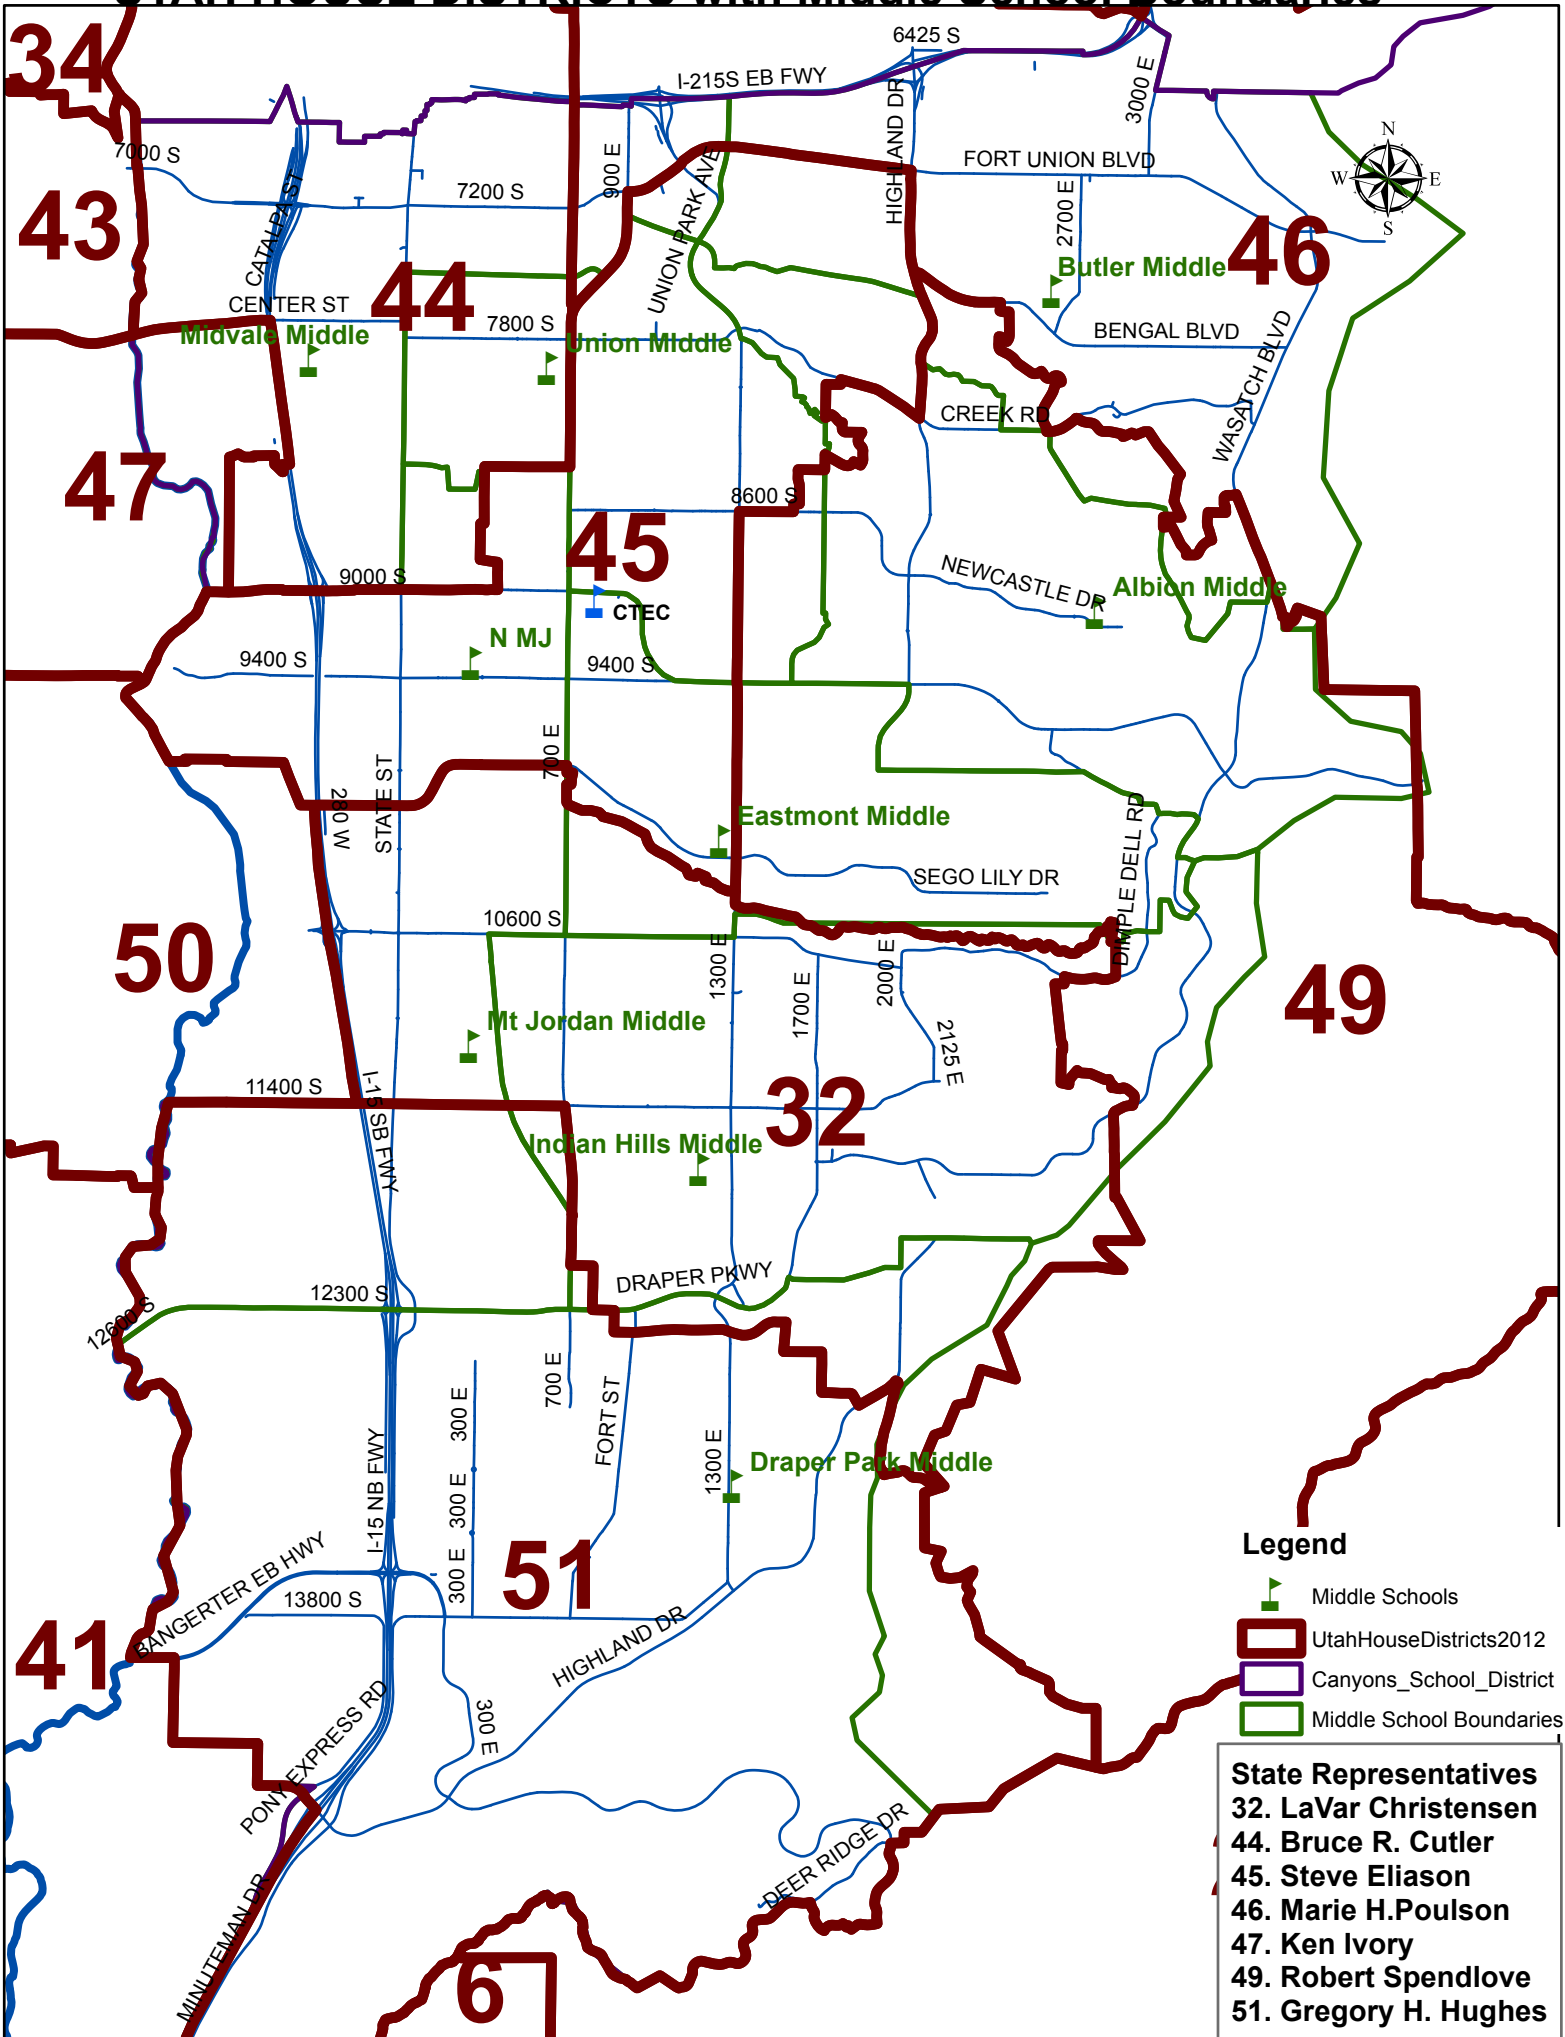 UTAH HOUSE DISTRICTS with Middle School Boundaries
34
6425 S
I-215S EB FWY
HIGHLAND DR
3000 E
N
W E
S
7000 S
900 E
UNION PARK AVE
FORT UNION BLVD
43
CATALPA ST
7200 S
2700 E
46
44
Butler Middle
CENTER ST
7800 S
Midvale Middle
Union MIddle
BENGAL BLVD
WASATCH BLVD
CREEK RD
47
8600 S
45
9000 S
NEWCASTLE DR
Albion Middle
CTEC
N MJ
9400 S
9400 S
700 E
280 W
STATE ST
Eastmont Middle
DIMPLE DELL RD
SEGO LILY DR
10600 S
50
1300 E
1700 E
2000 E
49
Mt Jordan Middle
2125 E
11400 S
I-15 SB FWY
32
Indian Hills Middle
DRAPER PKWY
12300 S
12600 S
700 E
300 E
FORT ST
1300 E
Draper Park Middle
I-15 NB FWY
300 E
300 E
51
BANGERTER EB HWY
13800 S
41
HIGHLAND DR
PONY EXPRESS RD
300 E
DEER RIDGE DR
MINUTEMAN DR
6
Legend
Middle Schools
UtahHouseDistricts2012
Canyons_School_District
Middle School Boundaries
State Representatives
32. LaVar Christensen
44. Bruce R. Cutler
45. Steve Eliason
46. Marie H.Poulson
47. Ken Ivory
49. Robert Spendlove
51. Gregory H. Hughes